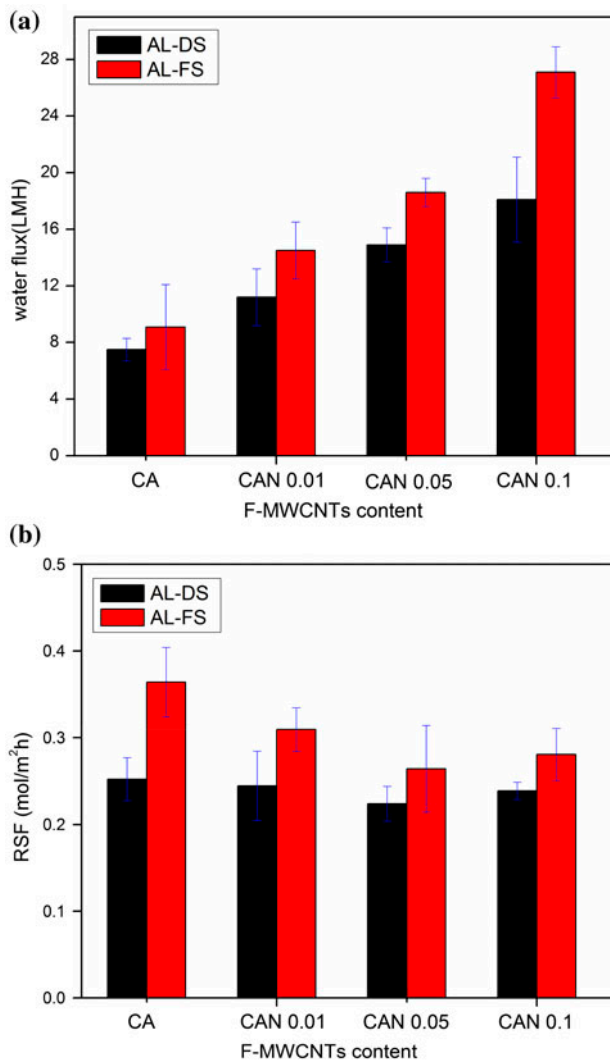 (a)
AL-DS
AL-FS
28
24
20
16
12
8
4
0
water flux(LMH)
CA CAN 0.01 CAN 0.05 CAN 0.1
F-MWCNTs content
(b)
AL-DS
AL-FS
0.5
0.4
0.3
0.2
0.1
0.0
RSF (mol/m²h)
CA CAN 0.01 CAN 0.05 CAN 0.1
F-MWCNTs content